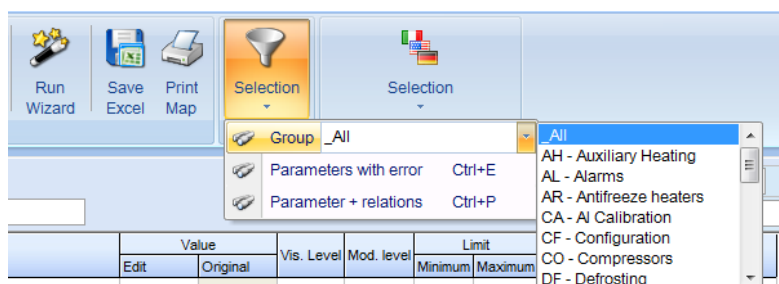 Run Wizard
Save Excel
Print Map
Selection
Selection
Group _All
Parameters with error Ctrl+E
Parameter + relations Ctrl+P
_All
AH - Auxiliary Heating
AL - Alarms
AR - Antifreeze heaters
CA - AI Calibration
CF - Configuration
CO - Compressors
DF - Defrosting
Value
Edit
Original
Vis. Level
Mod. level
Limit
Minimum
Maximum